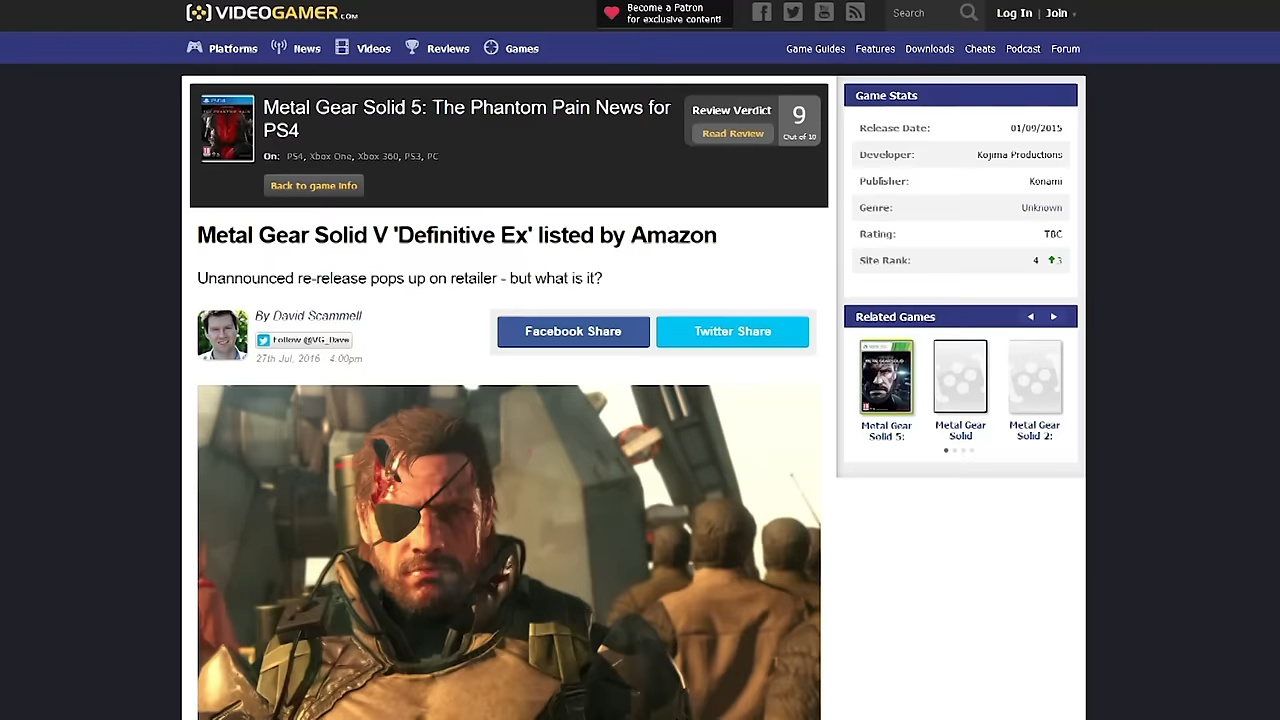 VIDEOGAMER.COM
Become a Patron
for exclusive content!
Search
Log In | Join
Platforms
News
Videos
Reviews
Games
Game Guides
Features
Downloads
Cheats
Podcast
Forum
Metal Gear Solid 5: The Phantom Pain News for
PS4
On: PS4, Xbox One, Xbox 360, PS3, PC
Back to game info
Review Verdict
Read Review
9
Out of 10
Metal Gear Solid V 'Definitive Ex' listed by Amazon
Unannounced re-release pops up on retailer - but what is it?
By David Scammell
Follow @VG_Dave
27th Jul, 2016 4.00pm
Facebook Share
Twitter Share
Game Stats
Release Date: 01/09/2015
Developer: Kojima Productions
Publisher: Konami
Genre: Unknown
Rating: TBC
Site Rank: 4 3
Related Games
Metal Gear
Solid 5:
Metal Gear
Solid
Metal Gear
Solid 2: